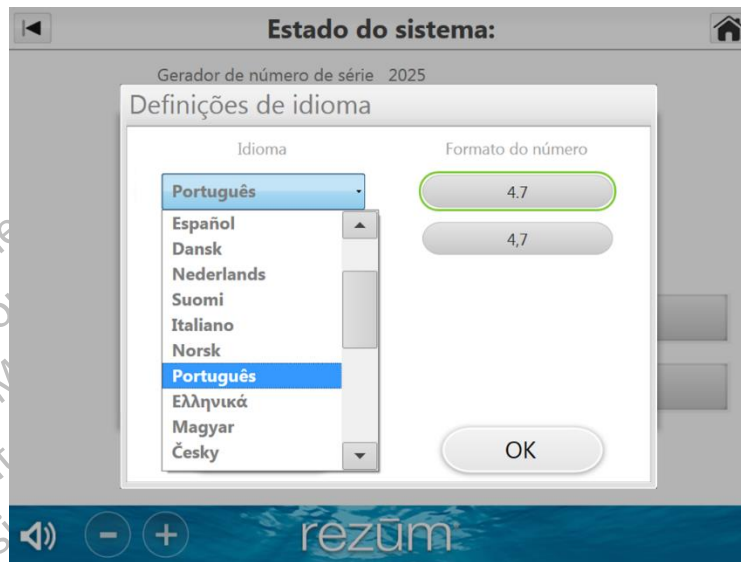 Estado do sistema:
Gerador de número de série 2025
Definições de idioma
Idioma
Formato do número
Português
4.7
4,7
Español
Dansk
Nederlands
Suomi
Italiano
Norsk
Português
Ελληνικά
Magyar
Česky
OK
rezūm